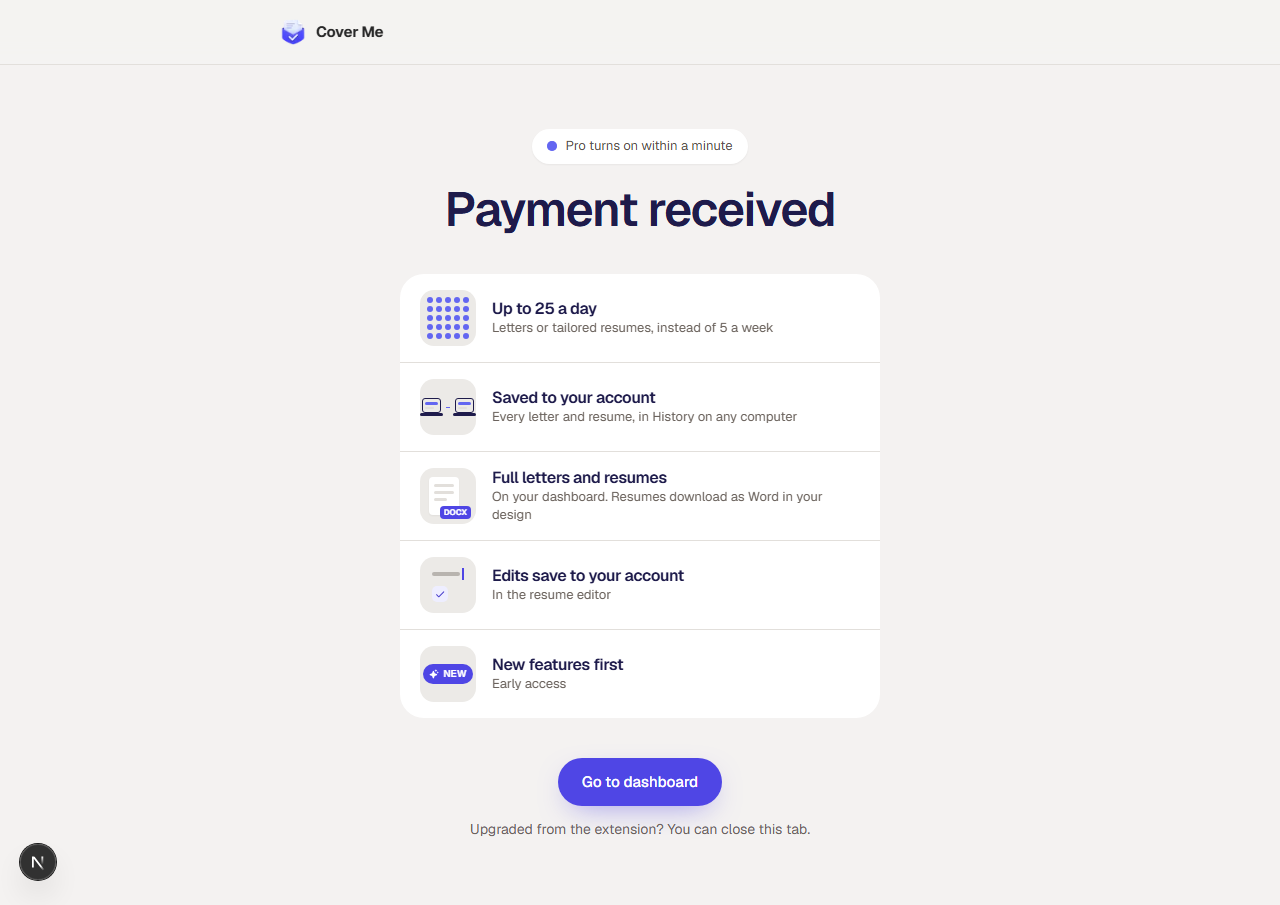 Cover Me
Pro turns on within a minute
Payment received
Up to 25 a day
Letters or tailored resumes, instead of 5 a week
Saved to your account
Every letter and resume, in History on any computer
Full letters and resumes
On your dashboard. Resumes download as Word in your
design
DOCX
Edits save to your account
In the resume editor
NEW
New features first
Early access
Go to dashboard
Upgraded from the extension? You can close this tab.
N